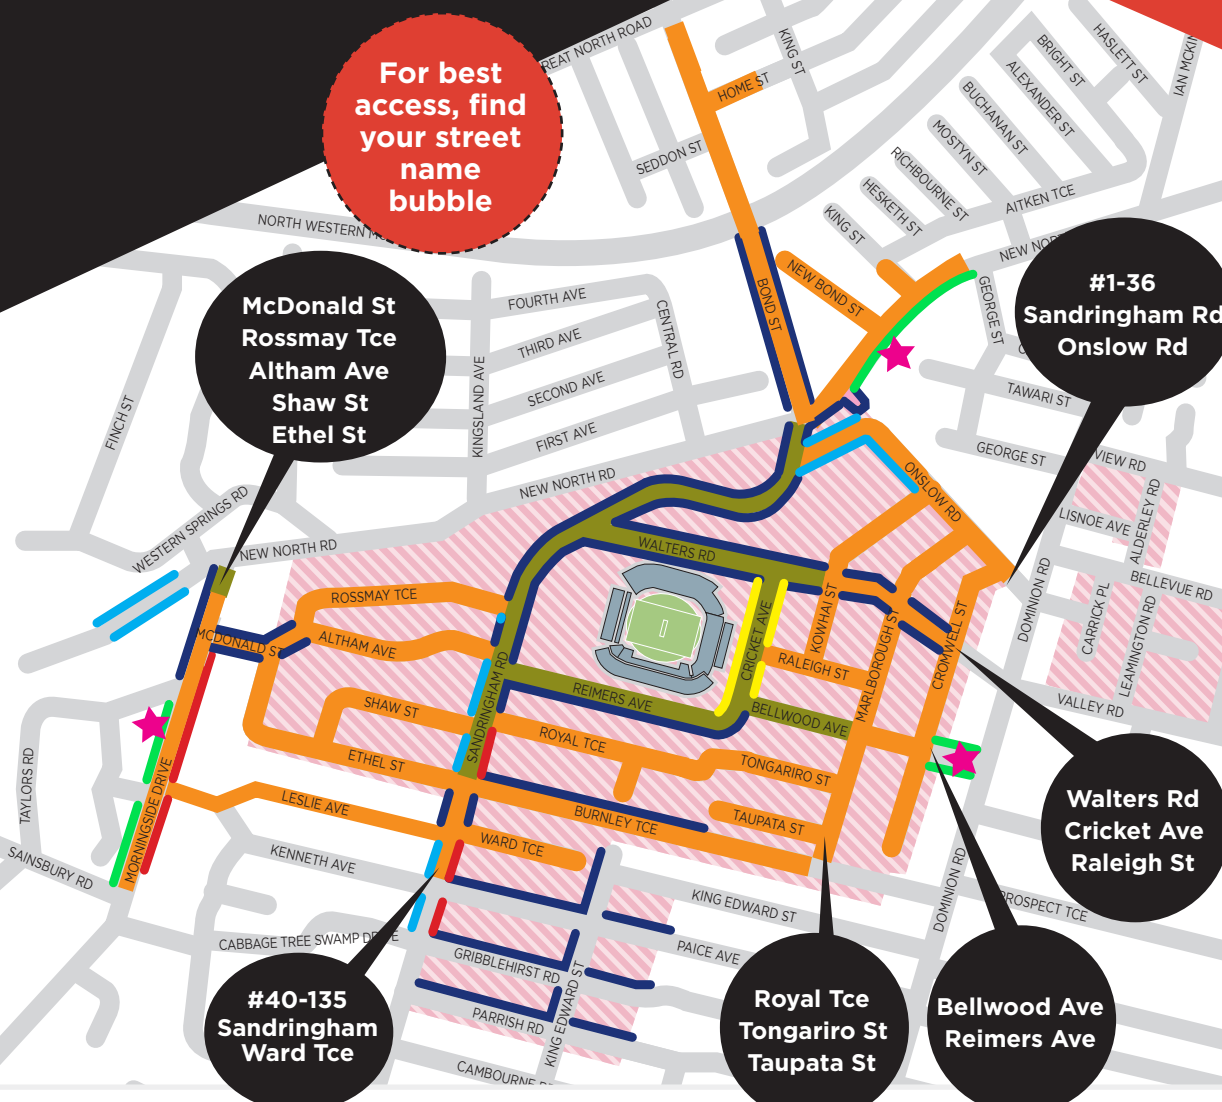 For best
access, find
your street
name
bubble
REAT NORTH ROAD
KING ST
BRIGHT ST
HASLETT ST
ALEXANDER ST
BUCHANAN ST
MOSTYN ST
RICHBOURNE ST
HESKETH ST
KING ST
AITKEN TCE
HOME ST
SEDDON ST
NORTH WESTERN
NEW BOND ST
BOND ST
GEORGE ST
#1-36
Sandringham Rd
Onslow Rd
McDonald St
Rossmay Tce
Altham Ave
Shaw St
Ethel St
FOURTH AVE
THIRD AVE
SECOND AVE
FIRST AVE
CENTRAL RD
KINGSLAND AVE
FINCH ST
TAWARI ST
GEORGE ST
VIEW RD
ONSLOW RD
NEW NORTH RD
WESTERN SPRINGS RD
NEW NORTH RD
WALTERS RD
LISNOE AVE
ALDERLEY RD
BELLEVUE RD
DOMINION RD
CARRICK PL
LEAMINGTON RD
VALLEY RD
ROSSMAY TCE
MCDONALD ST
ALTHAM AVE
SHAW ST
ETHEL ST
SANDRINGHAM RD
REIMERS AVE
CRICKET AVE
KOWHAI ST
RALEIGH ST
MARLBOROUGH ST
CROMWELL ST
BELLWOOD AVE
ROYAL TCE
TONGARIRO ST
TAUPATA ST
BURNLEY TCE
WARD TCE
LESLIE AVE
MORNINGSIDE DRIVE
TAYLORS RD
SAINSBURY RD
KENNETH AVE
CABBAGE TREE SWAMP DRIVE
GRIBBLEHIRST RD
PARRISH RD
KING EDWARD ST
CAMBOURNE
KING EDWARD ST
PAICE AVE
DOMINION RD
PROSPECT TCE
Walters Rd
Cricket Ave
Raleigh St
#40-135
Sandringham
Ward Tce
Royal Tce
Tongariro St
Taupata St
Bellwood Ave
Reimers Ave